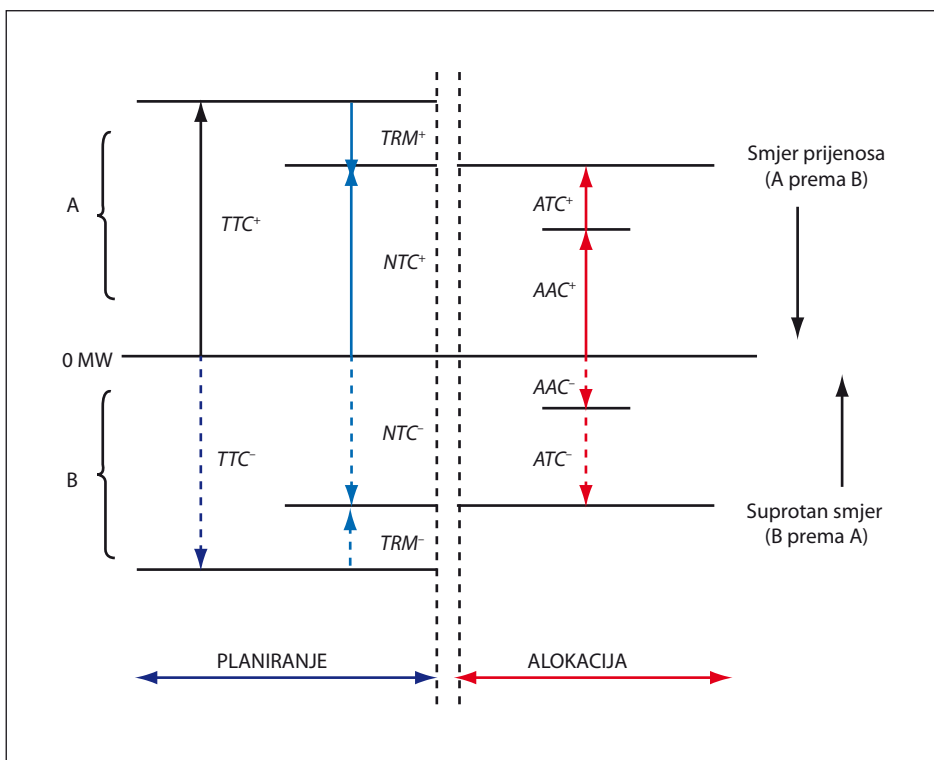 TRM⁺
Smjer prijenosa
(A prema B)
A
ATC⁺
TTC⁺
NTC⁺
AAC⁺
0 MW
AAC⁻
NTC⁻
TTC⁻
ATC⁻
B
Suprotan smjer
(B prema A)
TRM⁻
PLANIRANJE
ALOKACIJA